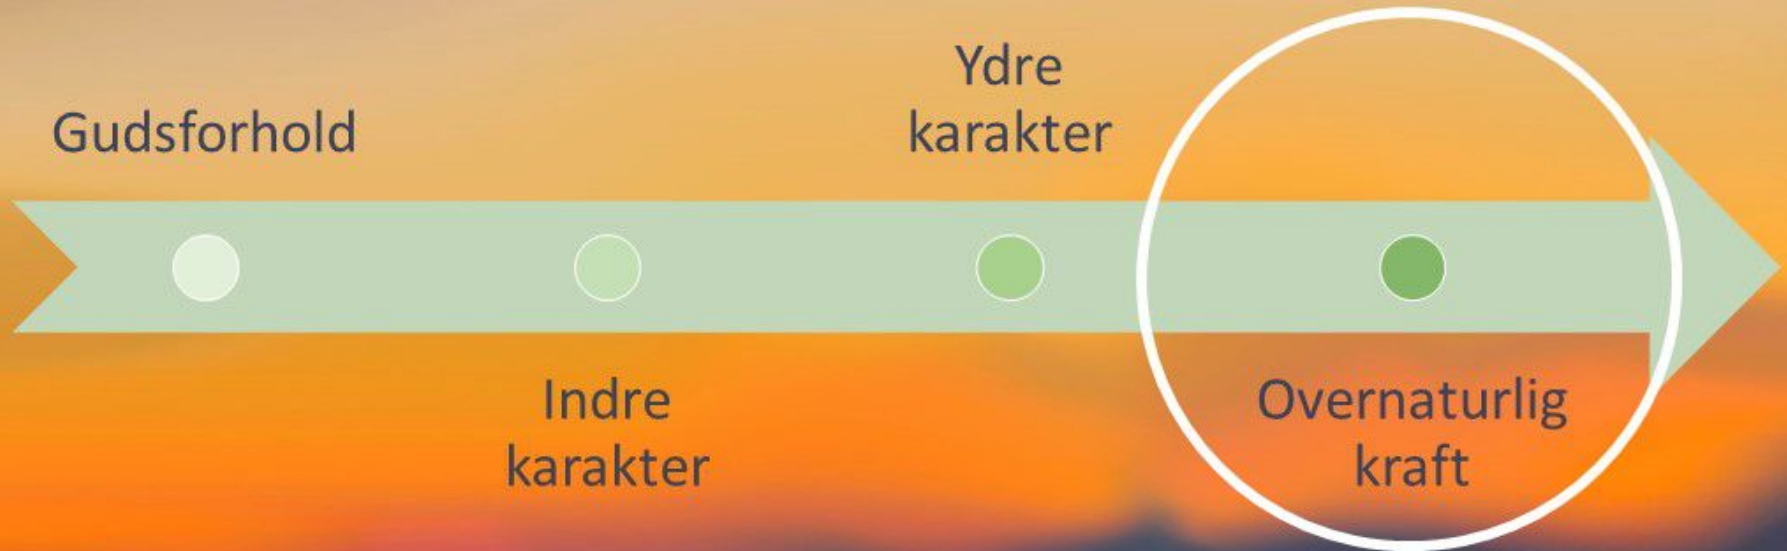 Gudsforhold
Indre
karakter
Ydre
karakter
Overnaturlig
kraft